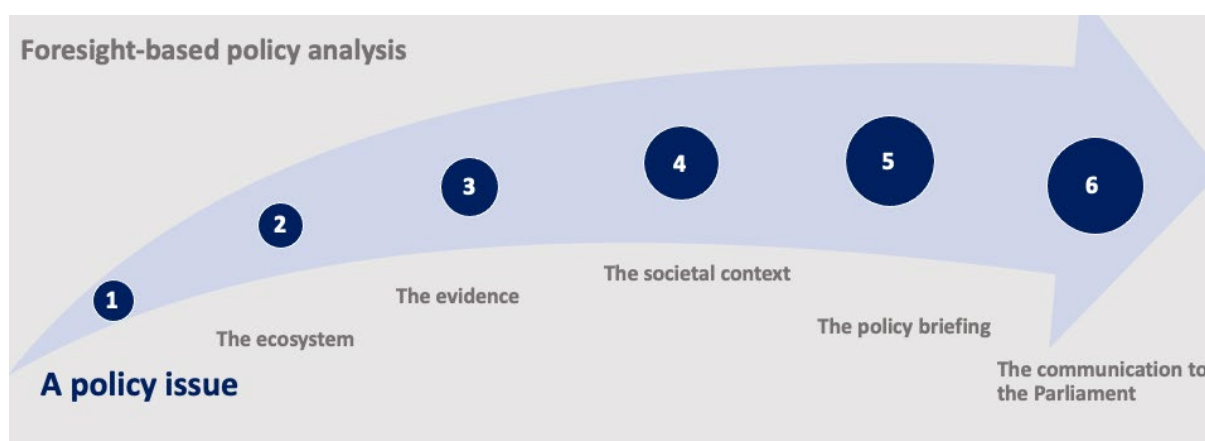 Foresight-based policy analysis
1
A policy issue
2
The ecosystem
3
The evidence
4
The societal context
5
The policy briefing
6
The communication to
the Parliament